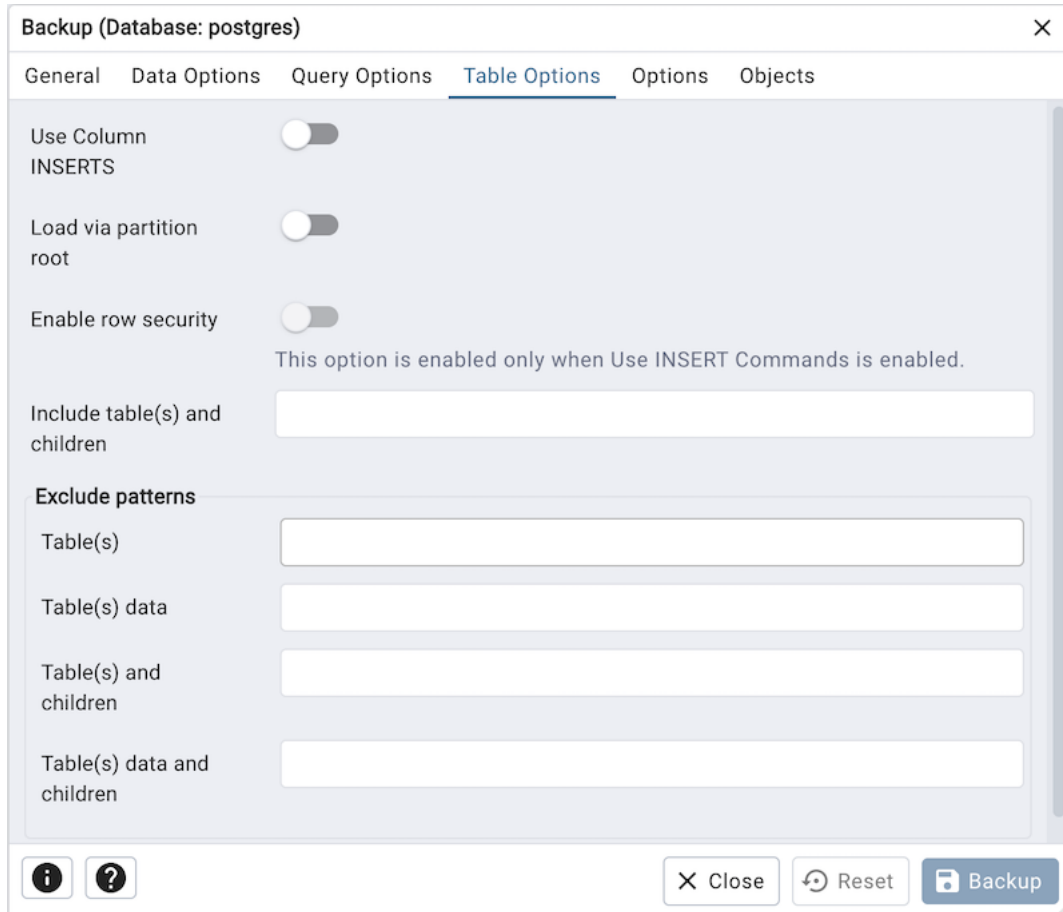 Backup (Database: postgres)
General Data Options Query Options Table Options Options Objects
Use Column
INSERTS
Load via partition
root
Enable row security
This option is enabled only when Use INSERT Commands is enabled.
Include table(s) and
children
Exclude patterns
Table(s)
Table(s) data
Table(s) and
children
Table(s) data and
children
Close Reset Backup